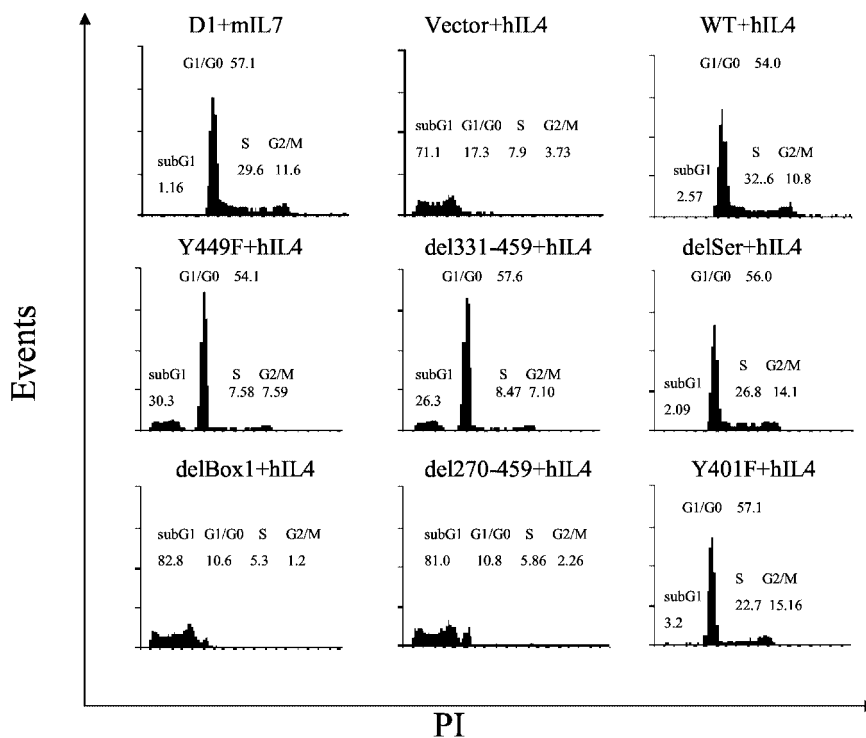 D1+mIL7
G1/G0 57.1
S G2/M
subG1 29.6 11.6
1.16
Vector+hIL4
subG1 G1/G0 S G2/M
71.1 17.3 7.9 3.73
WT+hIL4
G1/G0 54.0
S G2/M
subG1 32..6 10.8
2.57
Y449F+hIL4
G1/G0 54.1
subG1 S G2/M
30.3 7.58 7.59
del331-459+hIL4
G1/G0 57.6
subG1 S G2/M
26.3 8.47 7.10
delSer+hIL4
G1/G0 56.0
S G2/M
subG1 26.8 14.1
2.09
delBox1+hIL4
subG1 G1/G0 S G2/M
82.8 10.6 5.3 1.2
del270-459+hIL4
subG1 G1/G0 S G2/M
81.0 10.8 5.86 2.26
Y401F+hIL4
G1/G0 57.1
S G2/M
subG1 22.7 15.16
3.2
Events
PI